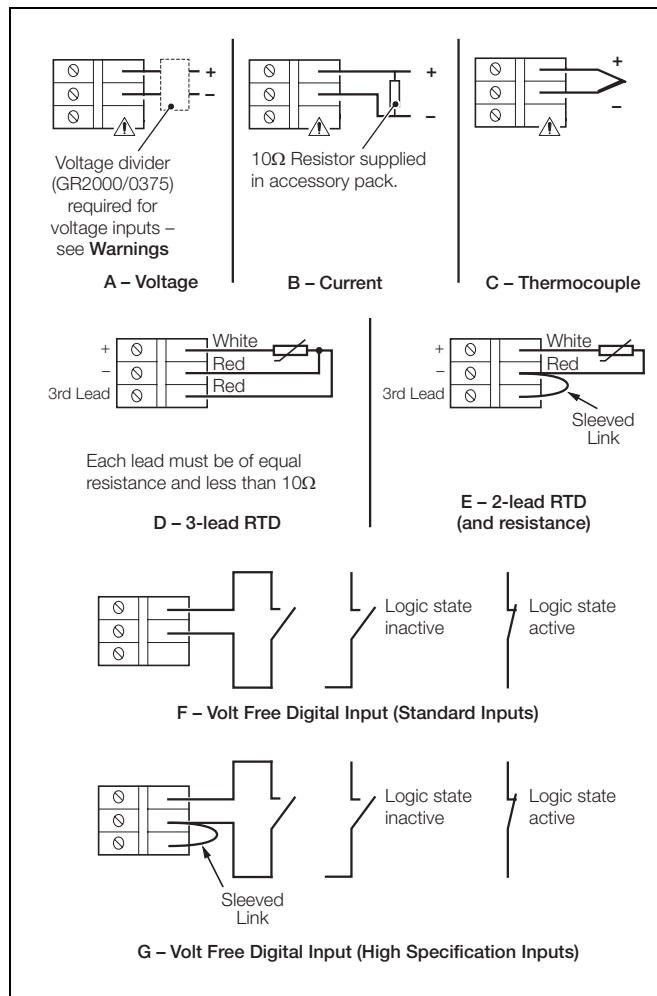 +
–
Voltage divider
(GR2000/0375)
required for
voltage inputs –
see Warnings
A – Voltage
+
–
10Ω Resistor supplied
in accessory pack.
B – Current
+
–
C – Thermocouple
+
–
3rd Lead
White
Red
Red
Each lead must be of equal
resistance and less than 10Ω
D – 3-lead RTD
+
–
3rd Lead
White
Red
Sleeved
Link
E – 2-lead RTD
(and resistance)
Logic state
inactive
Logic state
active
F – Volt Free Digital Input (Standard Inputs)
Logic state
inactive
Logic state
active
Sleeved
Link
G – Volt Free Digital Input (High Specification Inputs)